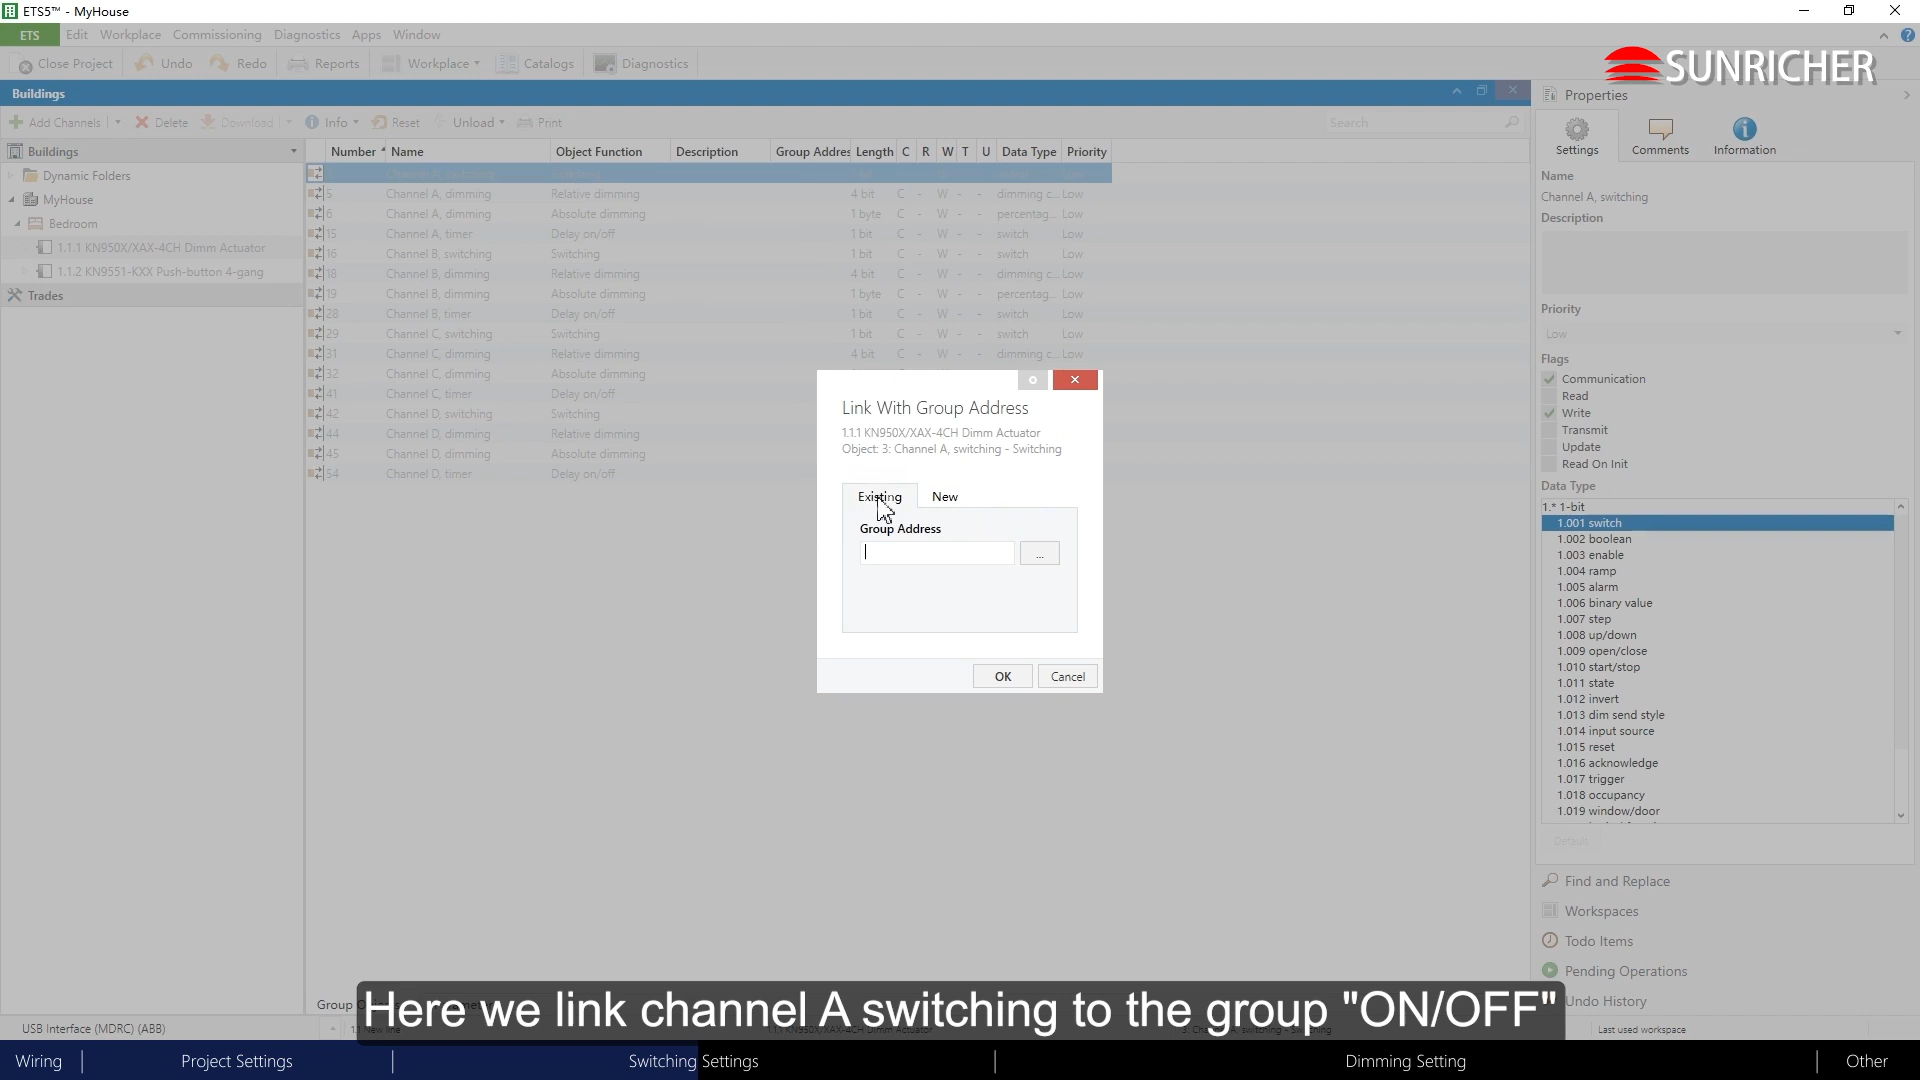 ETS5™ - MyHouse
ETS Edit Workplace Commissioning Diagnostics Apps Window
Close Project Undo Redo Reports Workplace Catalogs Diagnostics
SUNRICHER
Buildings
Properties
Add Channels Delete Download Info Reset Unload Print Search
Settings Comments Information
Buildings
Dynamic Folders
MyHouse
Bedroom
1.1.1 KN950X/XAX-4CH Dimm Actuator
1.1.2 KN9551-KXX Push-button 4-gang
Trades
Number Name Object Function Description Group Addres Length C R W T U Data Type Priority
5 Channel A, dimming Relative dimming 4 bit C - W - - dimming c... Low
6 Channel A, dimming Absolute dimming 1 byte C - W - - percentag... Low
15 Channel A, timer Delay on/off 1 bit C - W - - switch Low
16 Channel B, switching Switching 1 bit C - W - - switch Low
18 Channel B, dimming Relative dimming 4 bit C - W - - dimming c... Low
19 Channel B, dimming Absolute dimming 1 byte C - W - - percentag... Low
28 Channel B, timer Delay on/off 1 bit C - W - - switch Low
29 Channel C, switching Switching 1 bit C - W - - switch Low
31 Channel C, dimming Relative dimming 4 bit C - W - - dimming c... Low
32 Channel C, dimming Absolute dimming
41 Channel C, timer Delay on/off
42 Channel D, switching Switching
44 Channel D, dimming Relative dimming
45 Channel D, dimming Absolute dimming
54 Channel D, timer Delay on/off
Link With Group Address
1.1.1 KN950X/XAX-4CH Dimm Actuator
Object: 3: Channel A, switching - Switching
Existing New
Group Address
...
OK Cancel
Name
Channel A, switching
Description
Priority
Low
Flags
Communication
Read
Write
Transmit
Update
Read On Init
Data Type
1.* 1-bit
1.001 switch
1.002 boolean
1.003 enable
1.004 ramp
1.005 alarm
1.006 binary value
1.007 step
1.008 up/down
1.009 open/close
1.010 start/stop
1.011 state
1.012 invert
1.013 dim send style
1.014 input source
1.015 reset
1.016 acknowledge
1.017 trigger
1.018 occupancy
1.019 window/door
Default
Find and Replace
Workspaces
Todo Items
Pending Operations
Undo History
Group
Here we link channel A switching to the group "ON/OFF"
USB Interface (MDRC) (ABB)
Last used workspace
Wiring Project Settings Switching Settings Dimming Setting Other